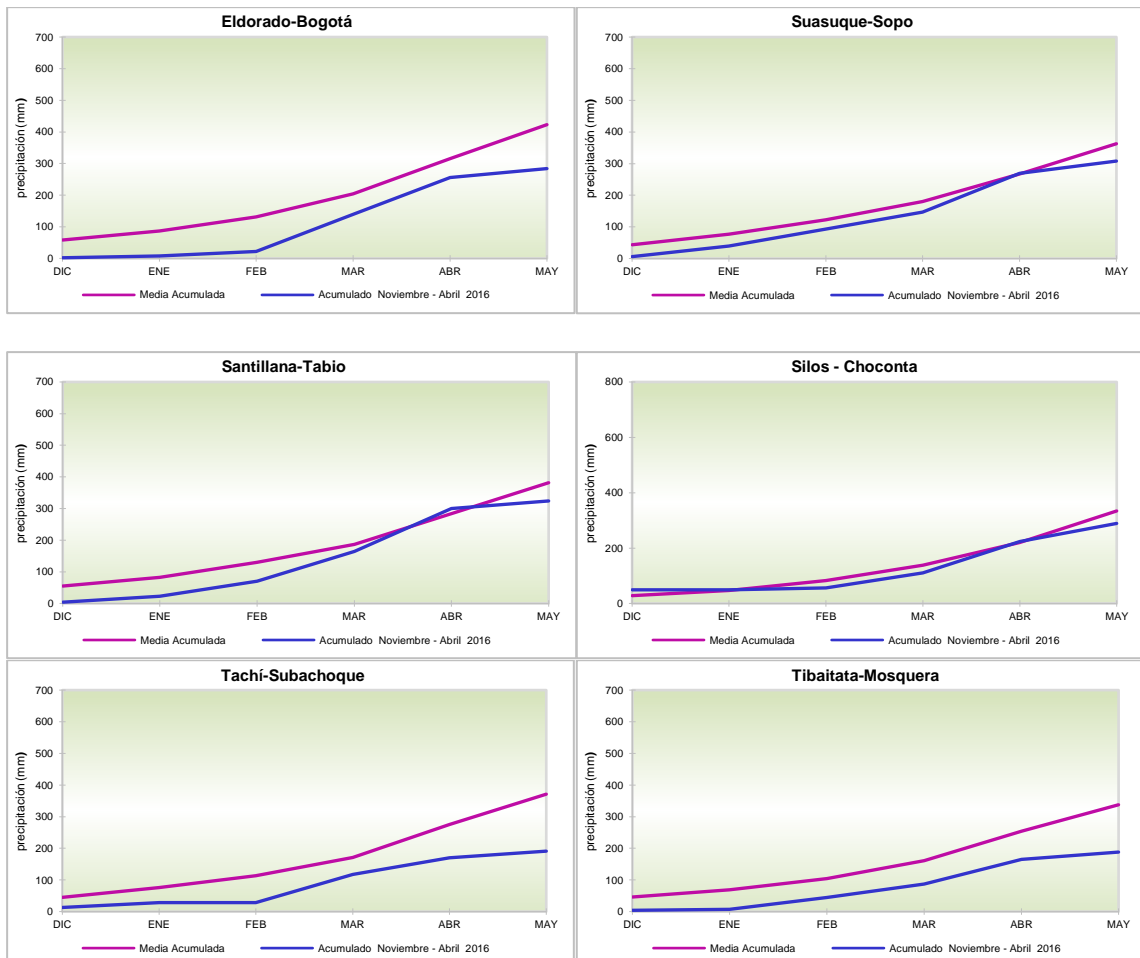 Eldorado-Bogotá
precipitación (mm)
700
600
500
400
300
200
100
0
DIC ENE FEB MAR ABR MAY
Media Acumulada Acumulado Noviembre - Abril 2016
Suasuque-Sopo
precipitación (mm)
700
600
500
400
300
200
100
0
DIC ENE FEB MAR ABR MAY
Media Acumulada Acumulado Noviembre - Abril 2016
Santillana-Tabio
precipitación (mm)
700
600
500
400
300
200
100
0
DIC ENE FEB MAR ABR MAY
Media Acumulada Acumulado Noviembre - Abril 2016
Silos - Choconta
precipitación (mm)
800
600
400
200
0
DIC ENE FEB MAR ABR MAY
Media Acumulada Acumulado Noviembre - Abril 2016
Tachí-Subachoque
precipitación (mm)
700
600
500
400
300
200
100
0
DIC ENE FEB MAR ABR MAY
Media Acumulada Acumulado Noviembre - Abril 2016
Tibaitata-Mosquera
precipitación (mm)
700
600
500
400
300
200
100
0
DIC ENE FEB MAR ABR MAY
Media Acumulada Acumulado Noviembre - Abril 2016